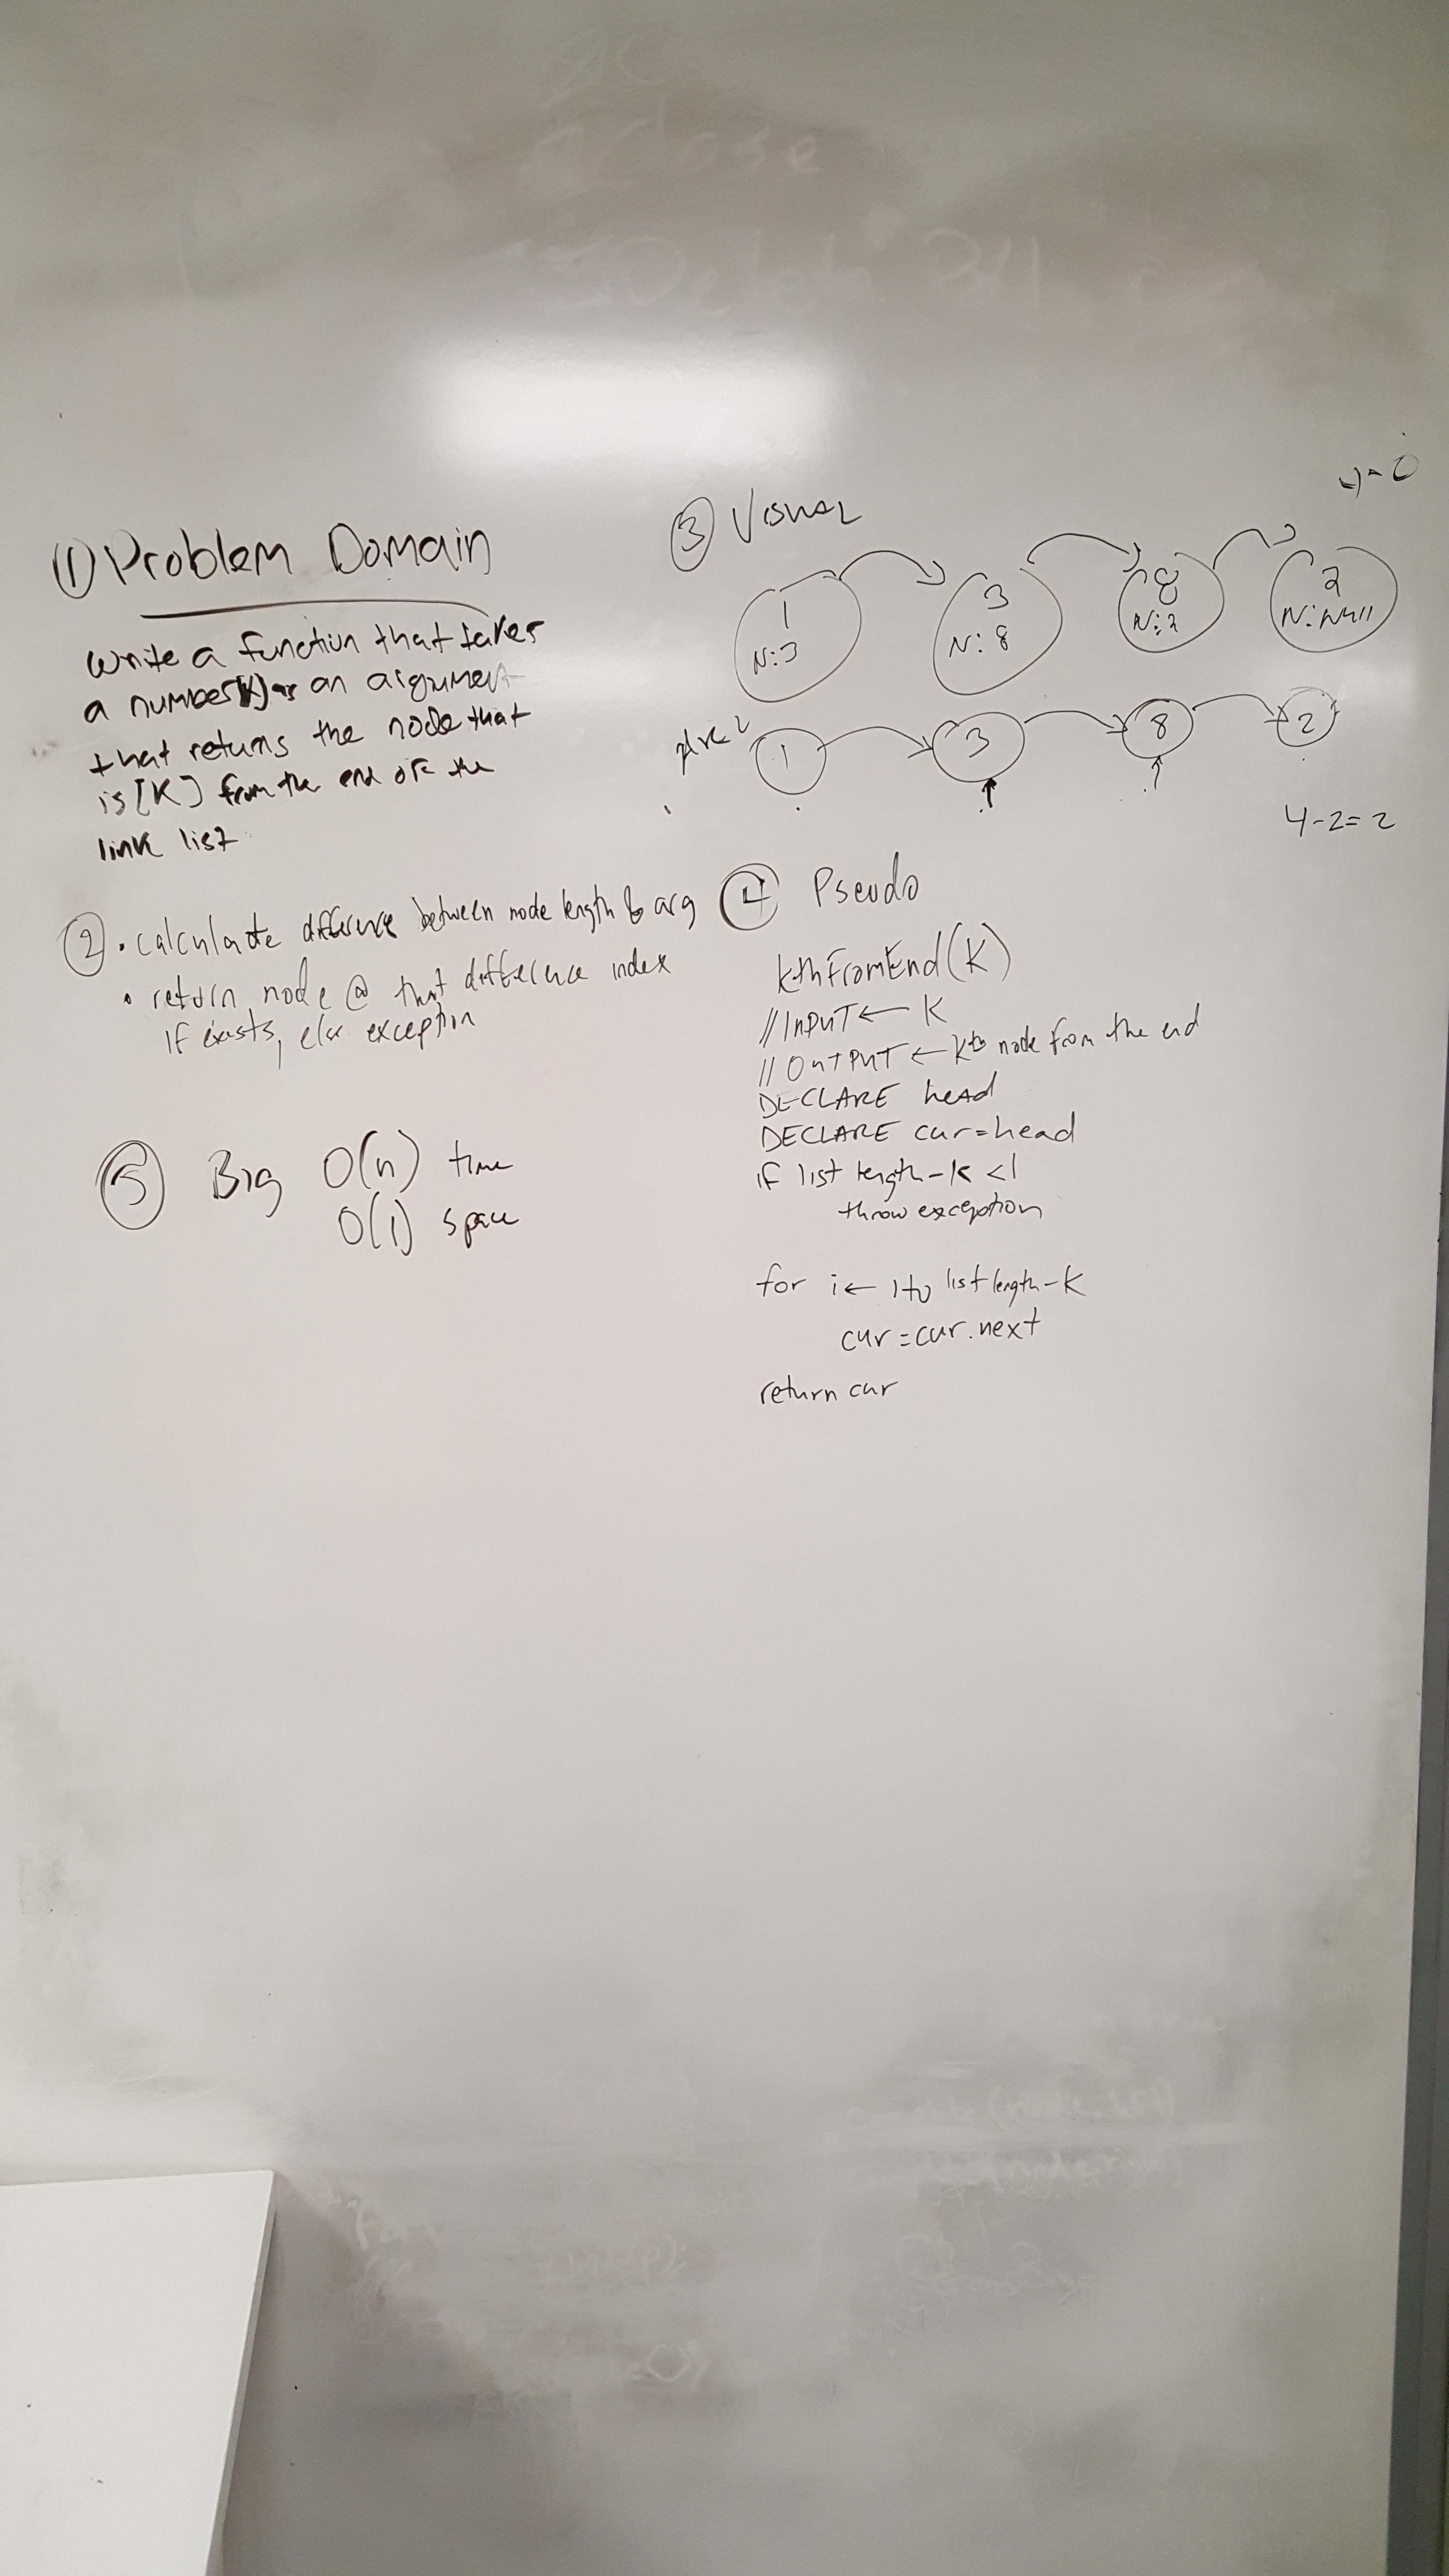 ① Problem Domain
Write a function that takes
a number(K) as an argument
that returns the node that
is [K] from the end of the
link list
② • calculate difference between node length & arg
• return node @ that difference index
if exists, else exception
③ Visual
1
N:3
3
N:8
8
N:2
2
N:Null
1
3
8
2
4-2=2
④ Pseudo
kthFromEnd(K)
//INPUT ← K
//OUTPUT ← Kth node from the end
DECLARE head
DECLARE cur=head
if list length-K <1
throw exception
for i← 1 to list length-K
cur=cur.next
return cur
⑤ Big O(n) time
O(1) space
close
Delete